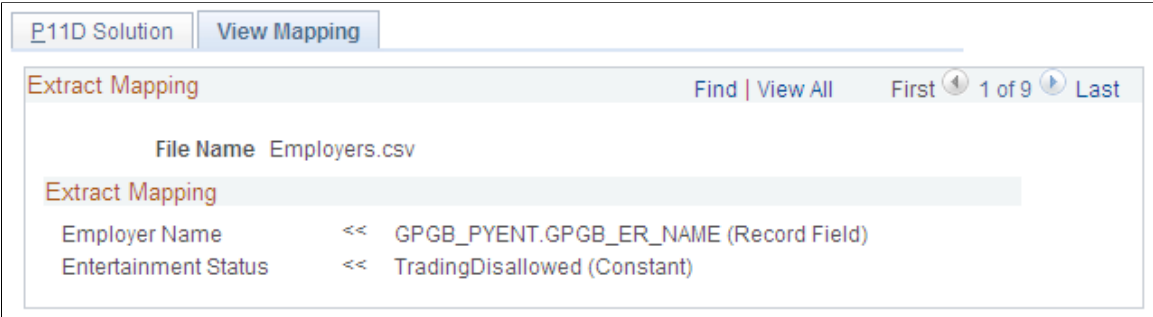 P11D Solution View Mapping
Extract Mapping Find | View All First 1 of 9 Last
File Name Employers.csv
Extract Mapping
Employer Name << GPGB_PYENT.GPGB_ER_NAME (Record Field)
Entertainment Status << TradingDisallowed (Constant)